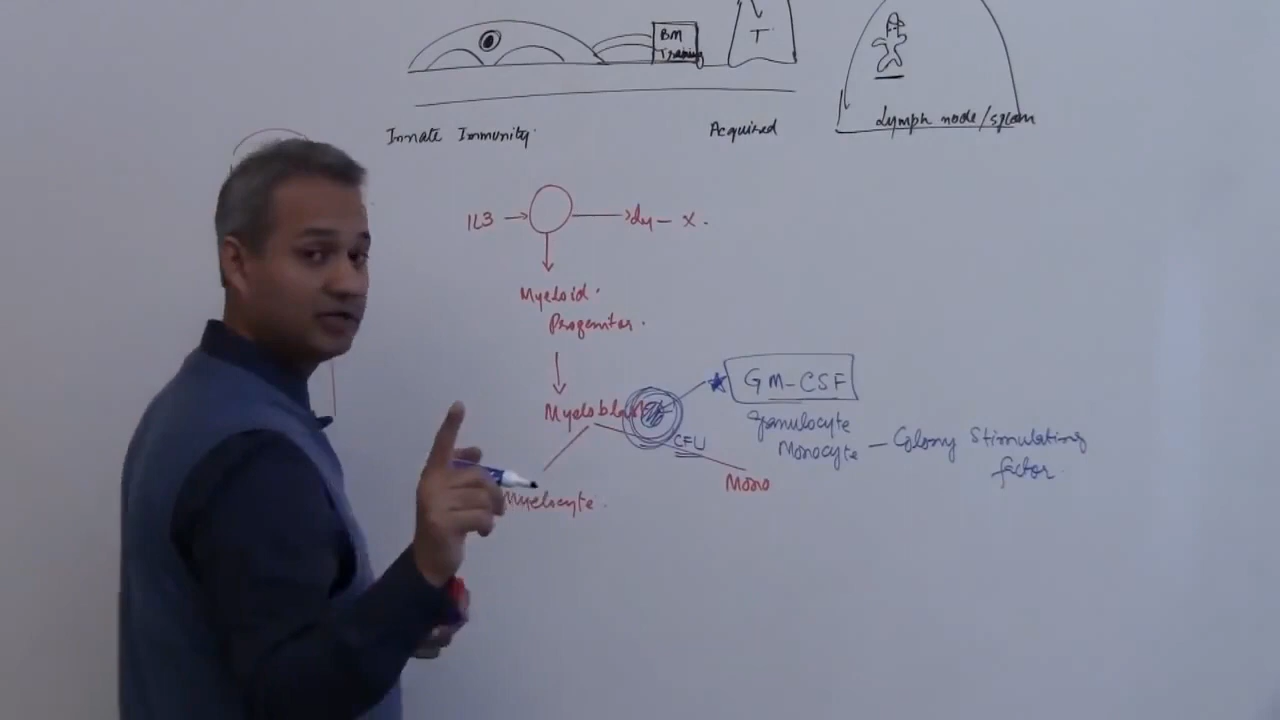 BM
Training
T
Innate Immunity
Acquired
Lymph node/spleen
IL3
X
Myeloid
Progenitor
Myeloblast
GM-CSF
Granulocyte
Monocyte – Colony Stimulating
factor
CFU
Mono
Myelocyte